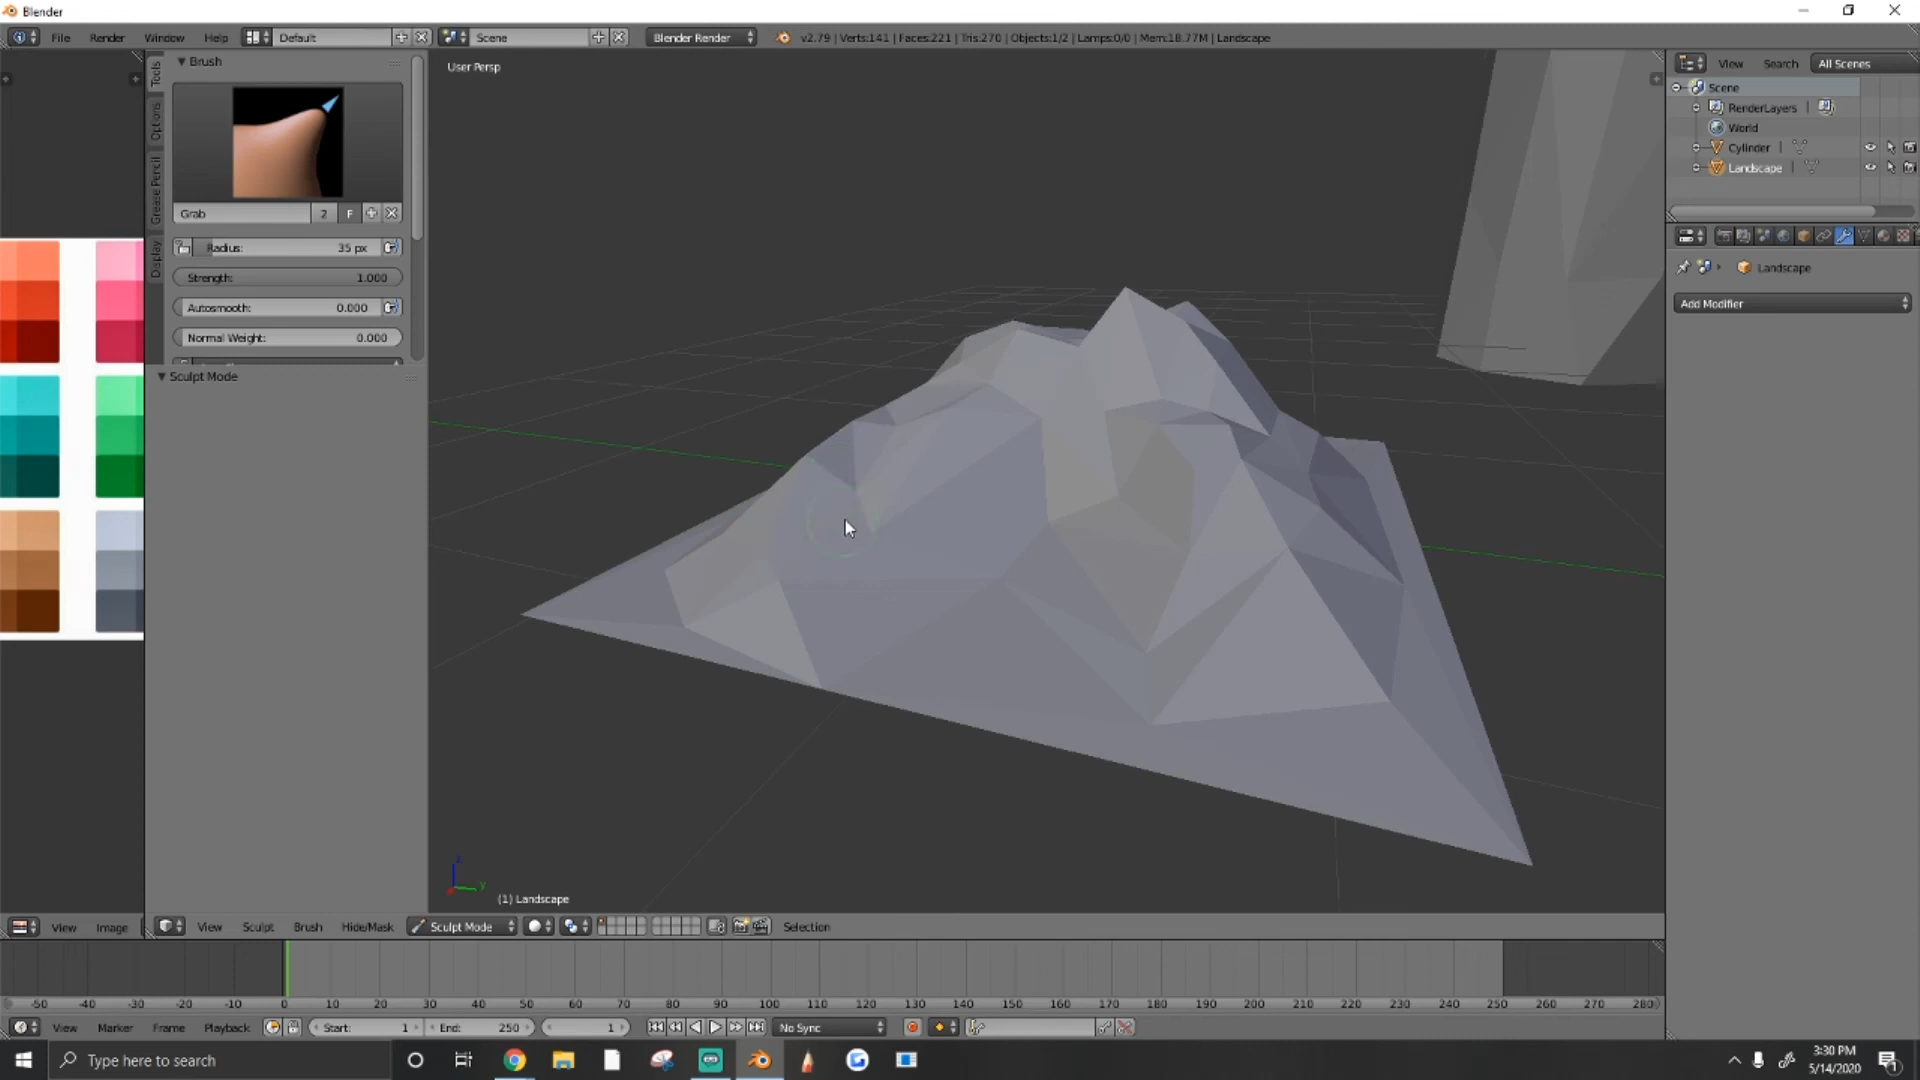 Blender
File Render Window Help Default Scene Blender Render v2.79 | Verts:141 | Faces:221 | Tris:270 | Objects:1/2 | Lamps:0/0 | Mem:18.77M | Landscape
Tools
Options
Grease Pencil
Display
Brush
Grab 2 F
Radius: 35 px
Strength: 1.000
Autosmooth: 0.000
Normal Weight: 0.000
Sculpt Mode
User Persp
z
y
(1) Landscape
View Search All Scenes
Scene
RenderLayers
World
Cylinder
Landscape
Landscape
Add Modifier
View Image View Sculpt Brush Hide/Mask Sculpt Mode Selection
-50 -40 -30 -20 -10 0 10 20 30 40 50 60 70 80 90 100 110 120 130 140 150 160 170 180 190 200 210 220 230 240 250 260 270 280
View Marker Frame Playback Start: 1 End: 250 1 No Sync
Type here to search
3:30 PM
5/14/2020
1